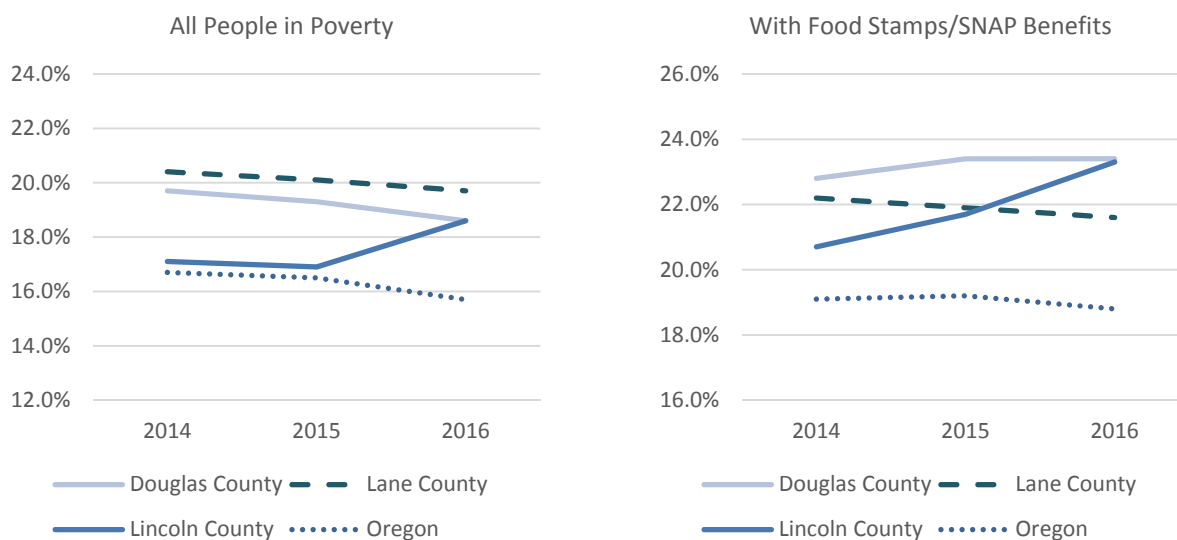 All People in Poverty
24.0%
22.0%
20.0%
18.0%
16.0%
14.0%
12.0%
2014 2015 2016
Douglas County Lane County
Lincoln County Oregon
With Food Stamps/SNAP Benefits
26.0%
24.0%
22.0%
20.0%
18.0%
16.0%
2014 2015 2016
Douglas County Lane County
Lincoln County Oregon